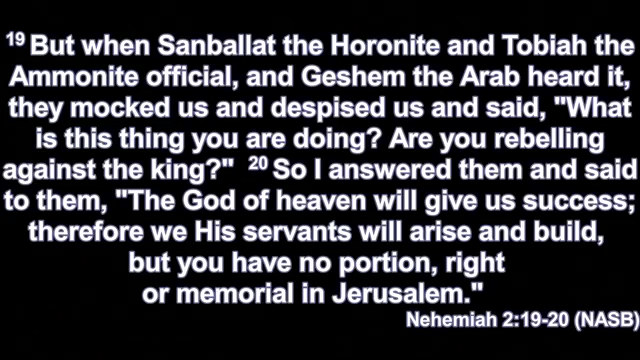 19 But when Sanballat the Horonite and Tobiah the
Ammonite official, and Geshem the Arab heard it,
they mocked us and despised us and said, "What
is this thing you are doing? Are you rebelling
against the king?" 20 So I answered them and said
to them, "The God of heaven will give us success;
therefore we His servants will arise and build,
but you have no portion, right
or memorial in Jerusalem."
Nehemiah 2:19-20 (NASB)